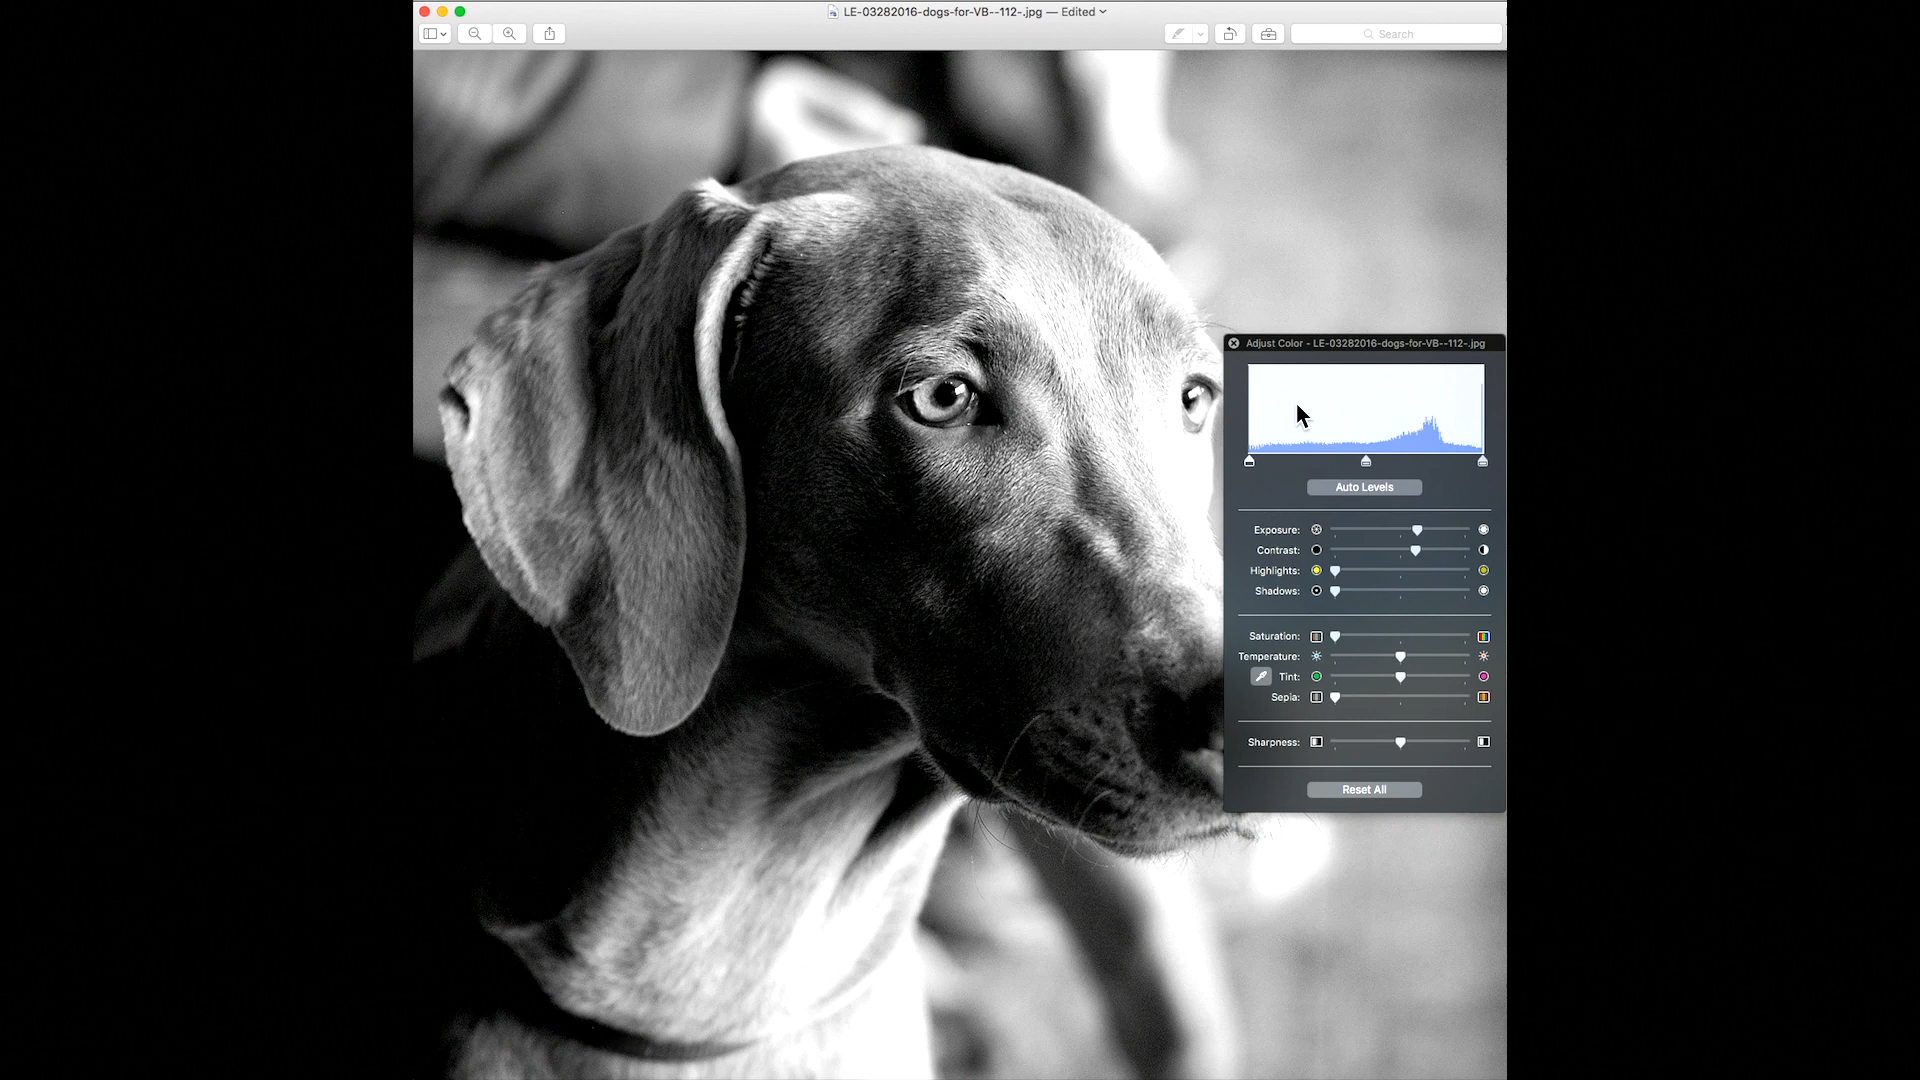 LE-03282016-dogs-for-VB--112-.jpg — Edited
Search
Adjust Color - LE-03282016-dogs-for-VB--112-.jpg
Auto Levels
Exposure:
Contrast:
Highlights:
Shadows:
Saturation:
Temperature:
Tint:
Sepia:
Sharpness:
Reset All